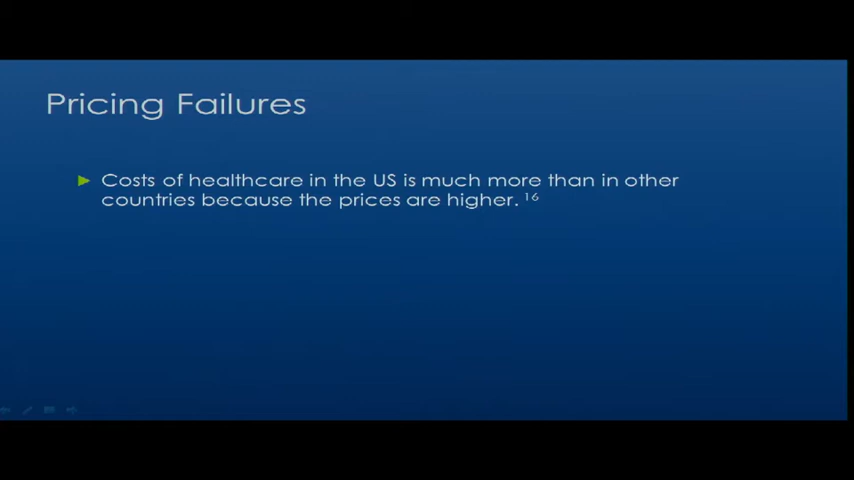 Pricing Failures
Costs of healthcare in the US is much more than in other
countries because the prices are higher. 16